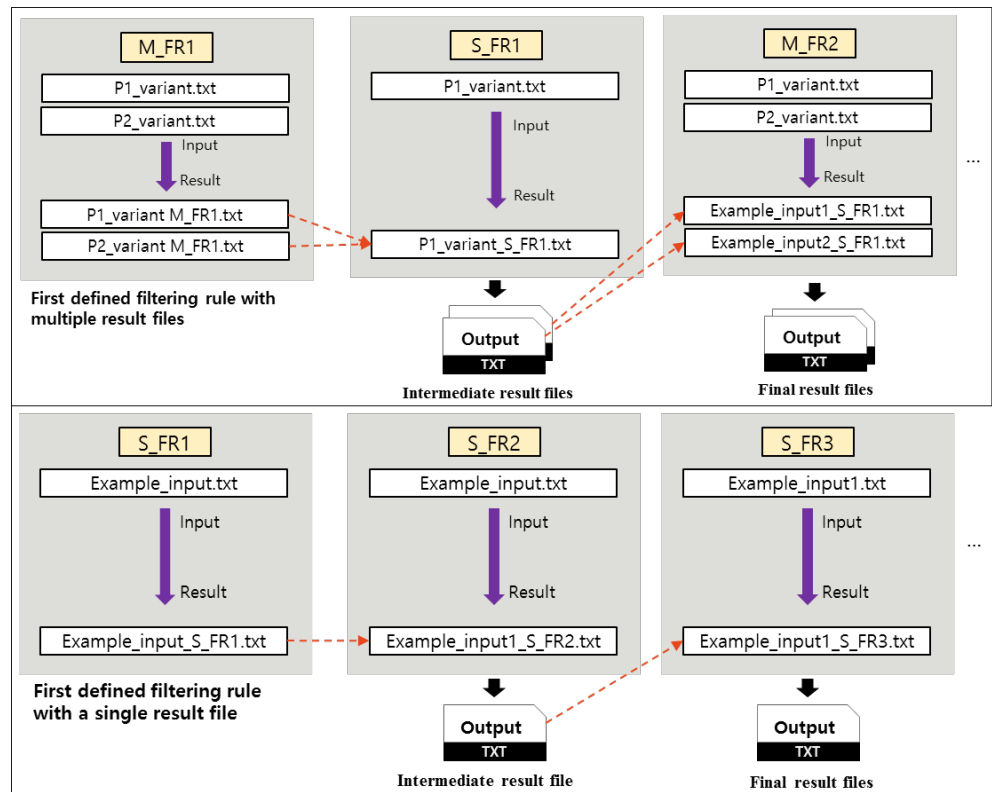 M_FR1
P1_variant.txt
P2_variant.txt
Input
Result
P1_variant M_FR1.txt
P2_variant M_FR1.txt
First defined filtering rule with
multiple result files
S_FR1
P1_variant.txt
Input
Result
P1_variant_S_FR1.txt
Output
TXT
Intermediate result files
M_FR2
P1_variant.txt
P2_variant.txt
Input
Result
Example_input1_S_FR1.txt
Example_input2_S_FR1.txt
Output
TXT
Final result files
...
S_FR1
Example_input.txt
Input
Result
Example_input_S_FR1.txt
First defined filtering rule
with a single result file
S_FR2
Example_input.txt
Input
Result
Example_input1_S_FR2.txt
Output
TXT
Intermediate result file
S_FR3
Example_input1.txt
Input
Result
Example_input1_S_FR3.txt
Output
TXT
Final result files
...